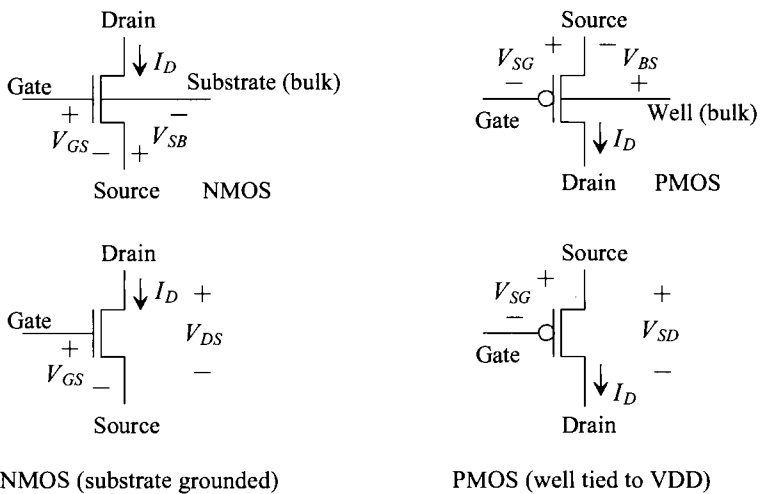 Drain
I_D
Gate
Substrate (bulk)
+
−
V_GS
−
+
V_SB
Source
NMOS
Source
+
−
V_SG
V_BS
−
+
Gate
Well (bulk)
I_D
Drain
PMOS
Drain
I_D
+
Gate
V_DS
+
V_GS
−
−
Source
NMOS (substrate grounded)
Source
+
V_SG
+
−
V_SD
Gate
−
I_D
Drain
PMOS (well tied to VDD)